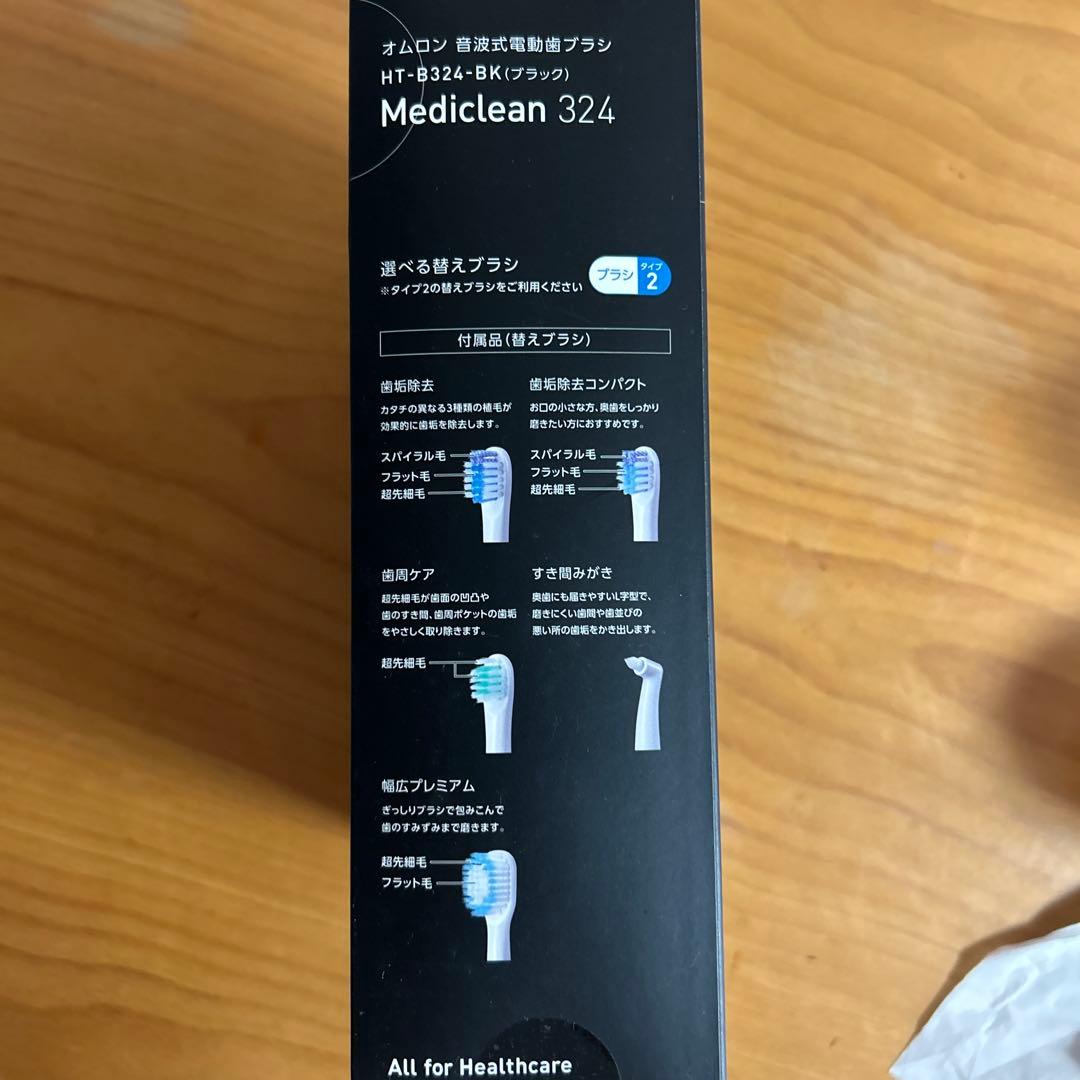 オムロン 音波式電動歯ブラシ
HT-B324-BK(ブラック)
Mediclean 324
選べる替えブラシ
※タイプ2の替えブラシをご利用ください
ブラシ タイプ 2
付属品(替えブラシ)
歯垢除去
カタチの異なる3種類の植毛が
効果的に歯垢を除去します。
スパイラル毛
フラット毛
超先細毛
歯垢除去コンパクト
お口の小さな方、奥歯をしっかり
磨きたい方におすすめです。
スパイラル毛
フラット毛
超先細毛
歯周ケア
超先細毛が歯面の凹凸や
歯のすき間、歯周ポケットの歯垢
をやさしく取り除きます。
超先細毛
すき間みがき
奥歯にも届きやすいL字型で、
磨きにくい歯間や歯並びの
悪い所の歯垢をかき出します。
幅広プレミアム
ぎっしりブラシで包みこんで
歯のすみずみまで磨きます。
超先細毛
フラット毛
All for Healthcare